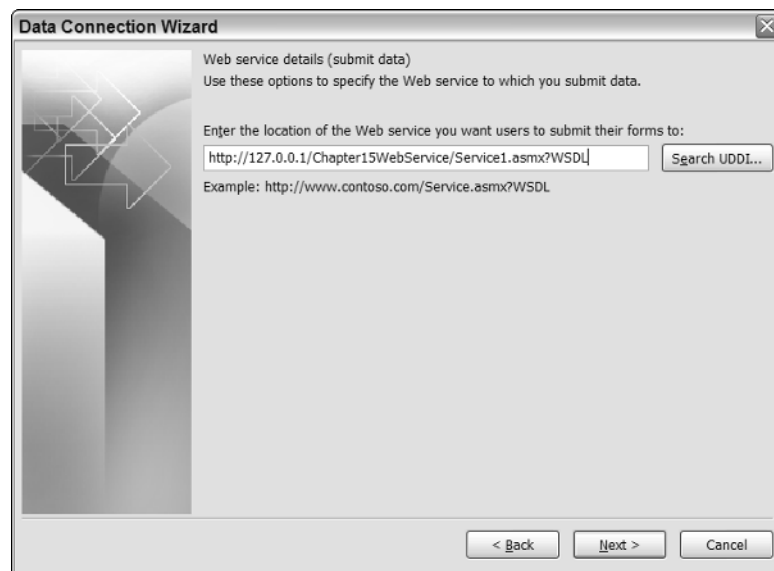 Data Connection Wizard
Web service details (submit data)
Use these options to specify the Web service to which you submit data.
Enter the location of the Web service you want users to submit their forms to:
http://127.0.0.1/Chapter15WebService/Service1.asmx?WSDL
Search UDDI...
Example: http://www.contoso.com/Service.asmx?WSDL
< Back
Next >
Cancel